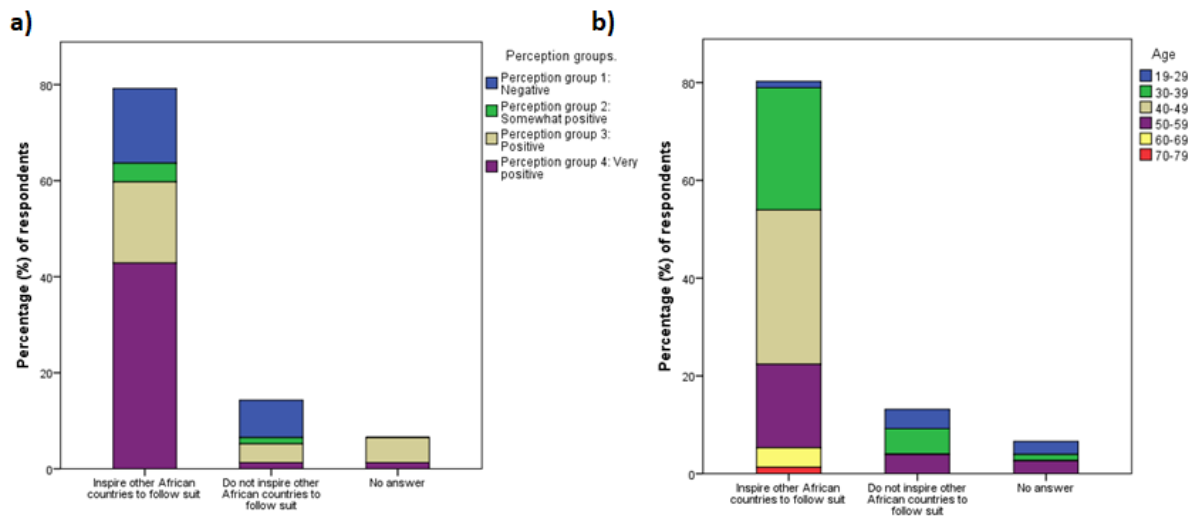 a)
Percentage (%) of respondents
80
60
40
20
0
Inspire other African
countries to follow suit
Do not inspire other
African countries to
follow suit
No answer
Perception groups.
Perception group 1:
Negative
Perception group 2:
Somewhat positive
Perception group 3:
Positive
Perception group 4: Very
positive
b)
Percentage (%) of respondents
80
60
40
20
0
Inspire other African
countries to follow suit
Do not inspire other
African countries to
follow suit
No answer
Age
19-29
30-39
40-49
50-59
60-69
70-79